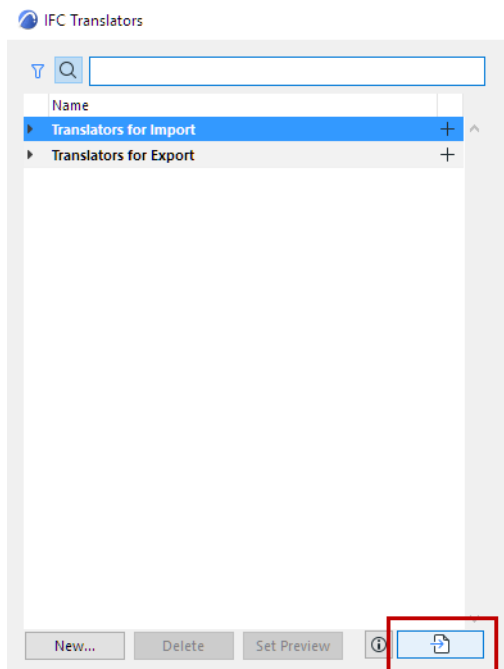 IFC Translators
Name
Translators for Import
Translators for Export
New...
Delete
Set Preview